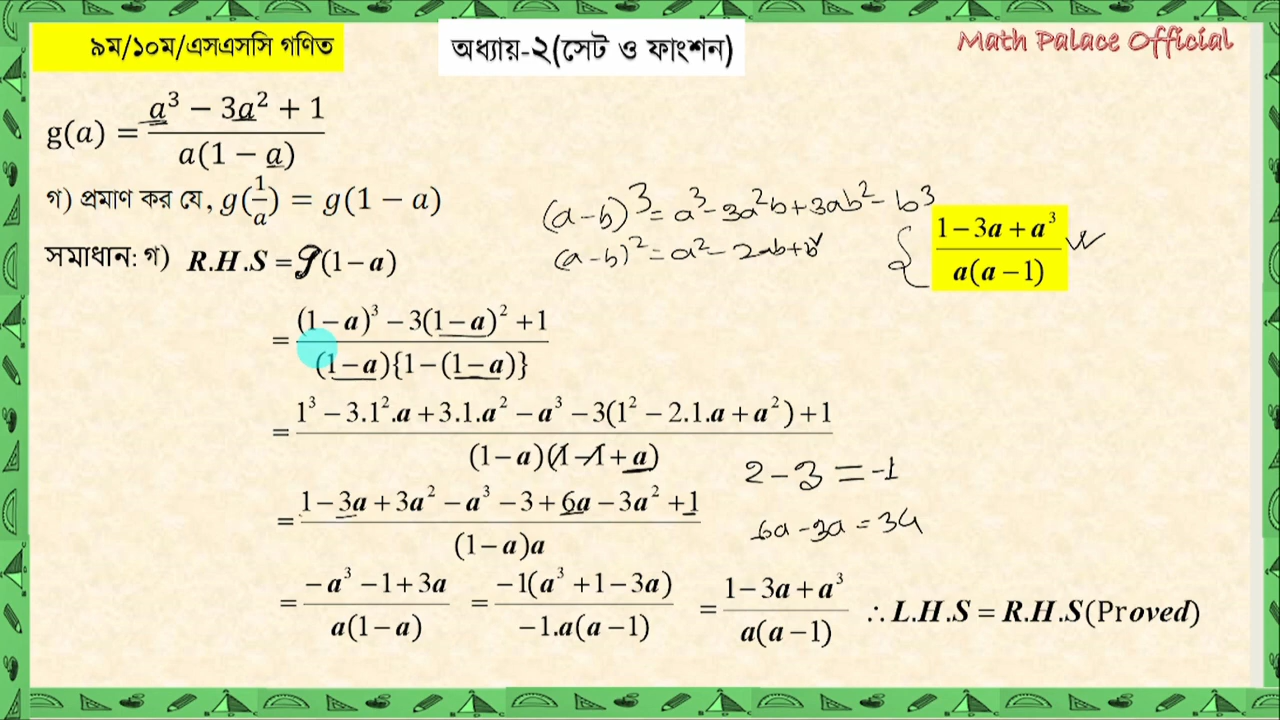 ৯ম/১০ম/এসএসসি গণিত
অধ্যায়-২(সেট ও ফাংশন)
Math Palace Official
g(a) = (a³ − 3a² + 1) / (a(1 − a))
গ) প্রমাণ কর যে, g(1/a) = g(1 − a)
(a-b)³ = a³ - 3a²b + 3ab² - b³
(a-b)² = a² - 2ab + b²
{ (1 − 3a + a³) / (a(a − 1))
সমাধান: গ) R.H.S = g(1 − a)
= ((1 − a)³ − 3(1 − a)² + 1) / ((1 − a){1 − (1 − a)})
= (1³ − 3.1².a + 3.1.a² − a³ − 3(1² − 2.1.a + a²) + 1) / ((1 − a)(1 − 1 + a))
2 - 3 = -1
= (1 − 3a + 3a² − a³ − 3 + 6a − 3a² + 1) / ((1 − a)a)
6a - 3a = 3a
= (−a³ − 1 + 3a) / (a(1 − a)) = (−1(a³ + 1 − 3a)) / (−1.a(a − 1)) = (1 − 3a + a³) / (a(a − 1)) ∴ L.H.S = R.H.S(Proved)